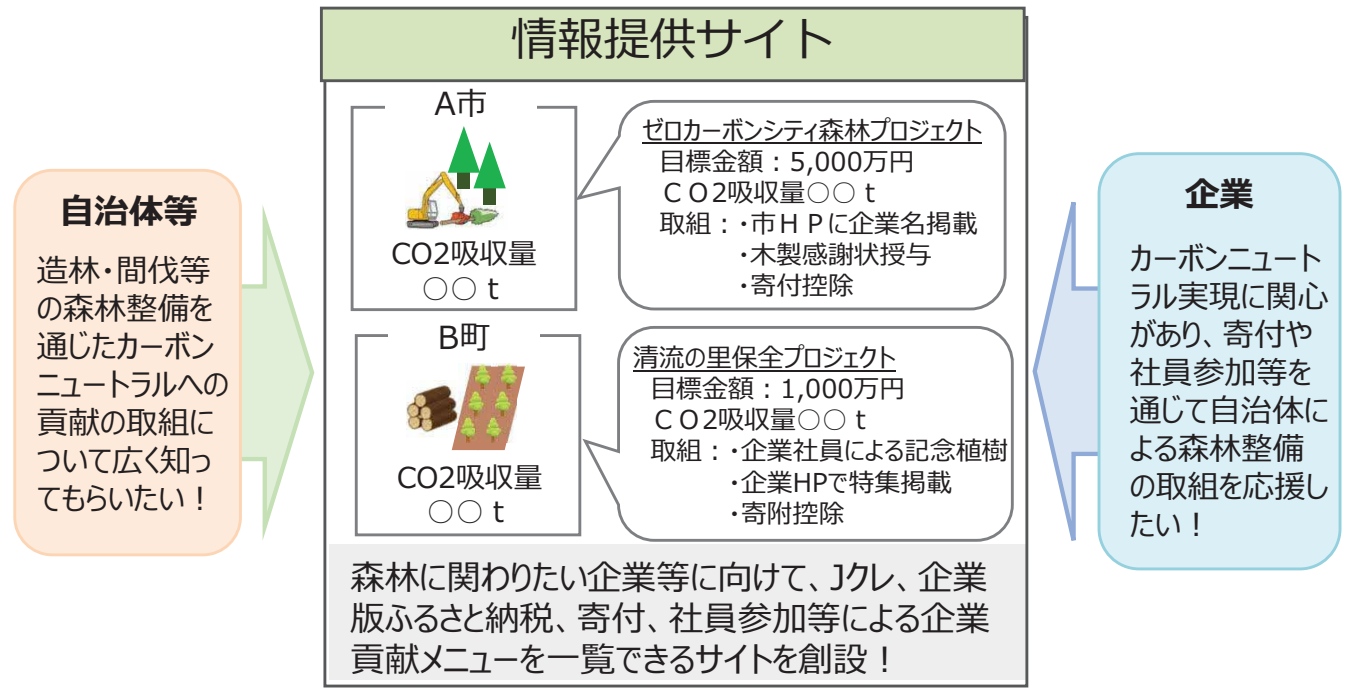 情報提供サイト
自治体等
造林・間伐等
の森林整備を
通じたカーボン
ニュートラルへの
貢献の取組に
ついて広く知っ
てもらいたい！
A市
CO2吸収量
○○ t
ゼロカーボンシティ森林プロジェクト
目標金額：5,000万円
ＣＯ2吸収量○○ t
取組：・市ＨＰに企業名掲載
・木製感謝状授与
・寄付控除
B町
CO2吸収量
○○ t
清流の里保全プロジェクト
目標金額：1,000万円
ＣＯ2吸収量○○ t
取組：・企業社員による記念植樹
・企業HPで特集掲載
・寄附控除
森林に関わりたい企業等に向けて、Jクレ、企業
版ふるさと納税、寄付、社員参加等による企業
貢献メニューを一覧できるサイトを創設！
企業
カーボンニュート
ラル実現に関心
があり、寄付や
社員参加等を
通じて自治体に
よる森林整備
の取組を応援し
たい！